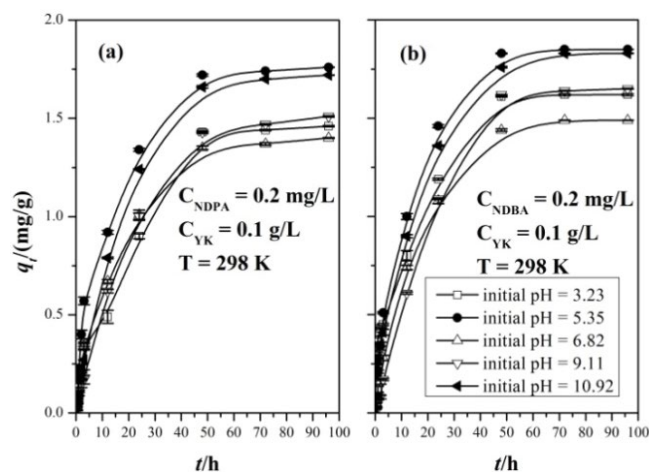 (a)
(b)
2.0
1.5
1.0
0.5
0.0
q_t/(mg/g)
C_NDPA = 0.2 mg/L
C_YK = 0.1 g/L
T = 298 K
C_NDBA = 0.2 mg/L
C_YK = 0.1 g/L
T = 298 K
initial pH = 3.23
initial pH = 5.35
initial pH = 6.82
initial pH = 9.11
initial pH = 10.92
0 10 20 30 40 50 60 70 80 90 100
0 10 20 30 40 50 60 70 80 90 100
t/h
t/h